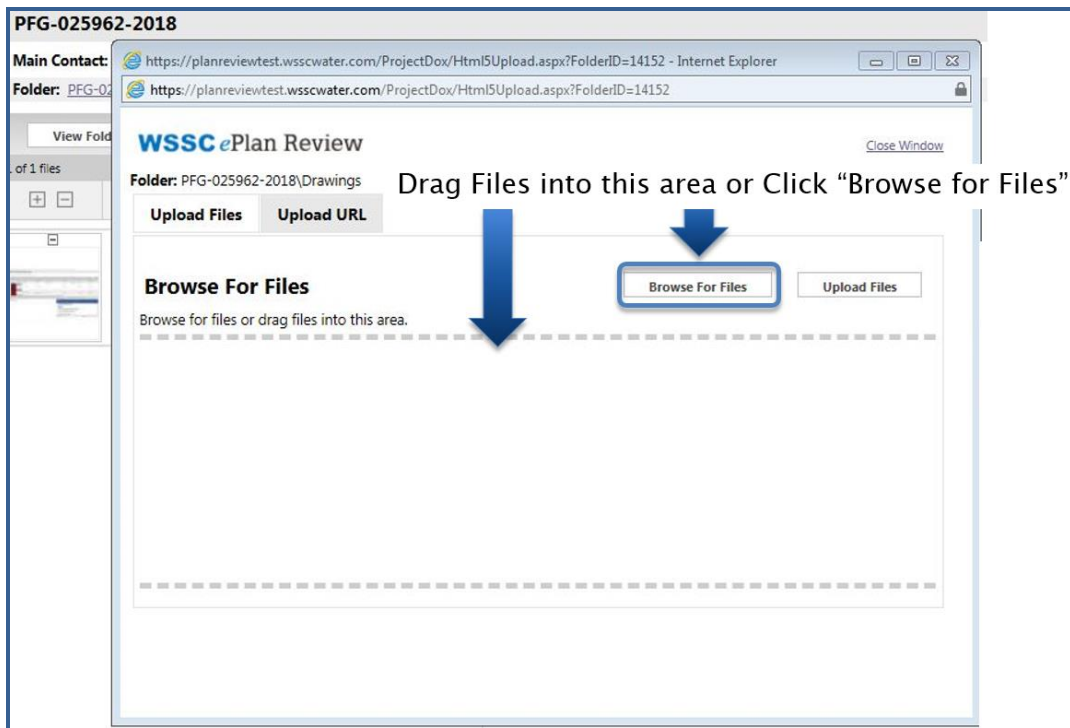 PFG-025962-2018
Main Contact:
https://planreviewtest.wsscwater.com/ProjectDox/Html5Upload.aspx?FolderID=14152 - Internet Explorer
Folder: PFG-02
https://planreviewtest.wsscwater.com/ProjectDox/Html5Upload.aspx?FolderID=14152
View Fold
of 1 files
WSSC ePlan Review
Close Window
Folder: PFG-025962-2018\Drawings
Drag Files into this area or Click “Browse for Files”
Upload Files Upload URL
Browse For Files
Browse For Files
Upload Files
Browse for files or drag files into this area.